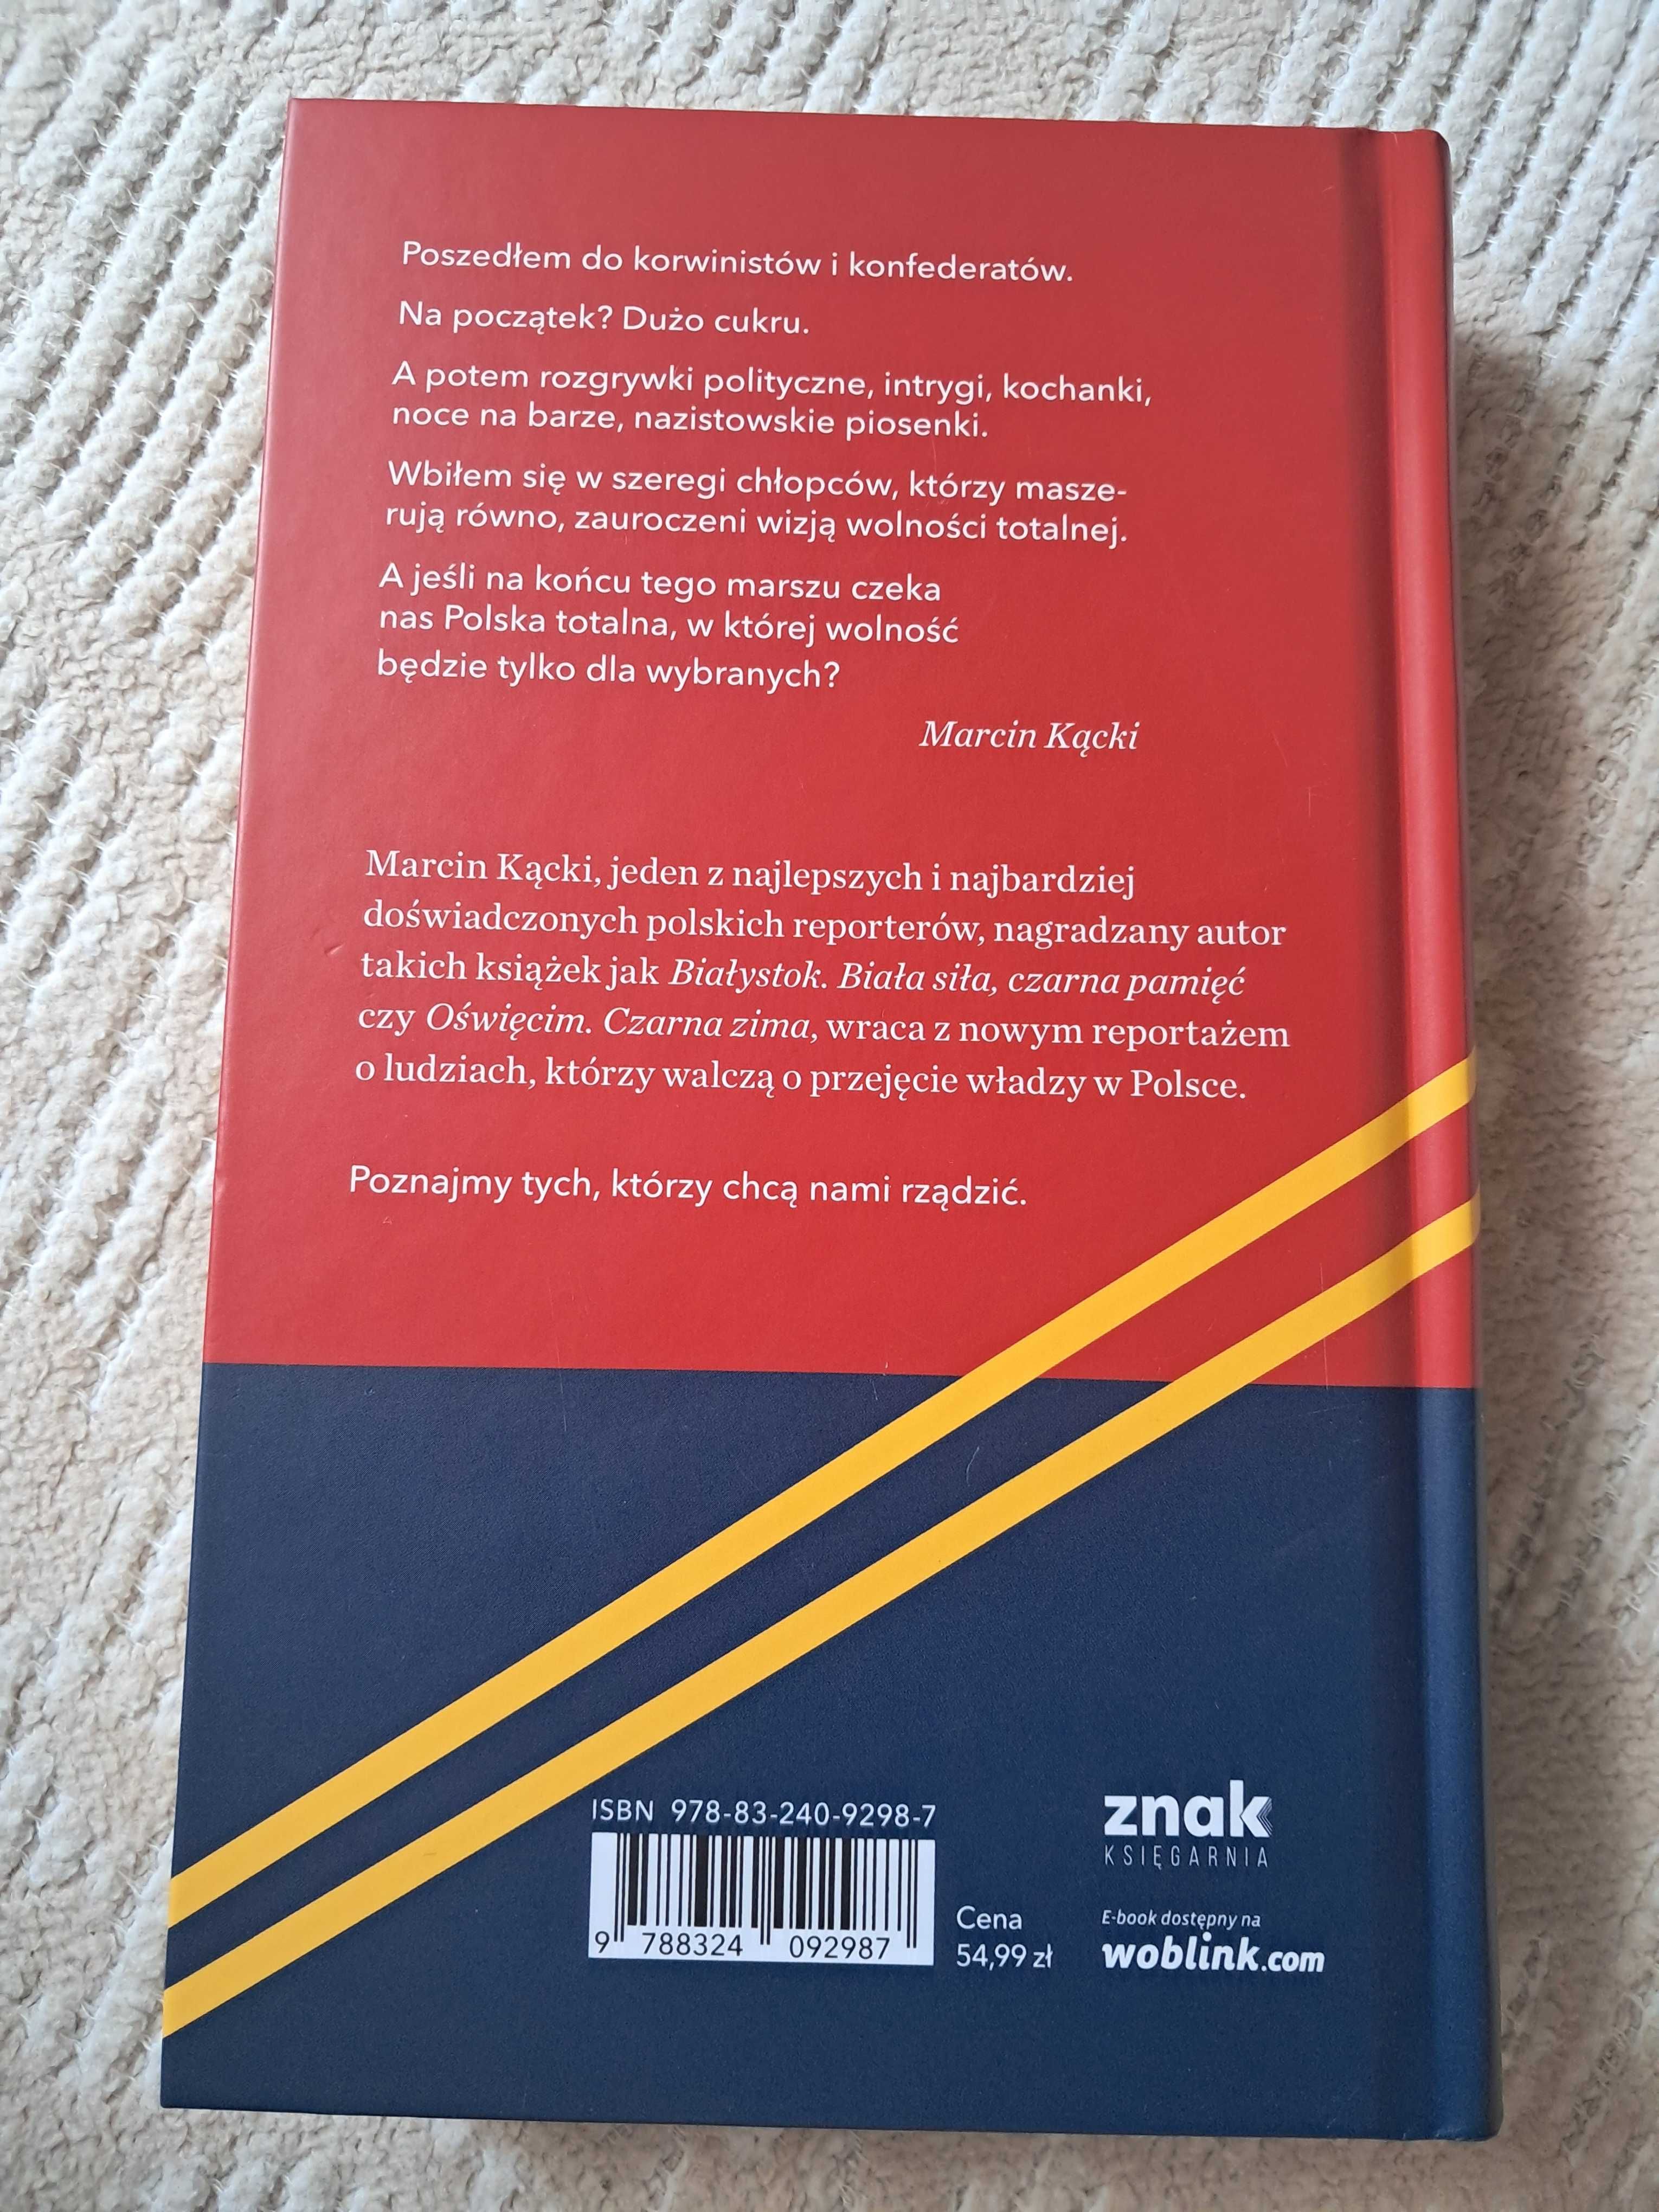 Poszedłem do korwinistów i konfederatów.
Na początek? Dużo cukru.
A potem rozgrywki polityczne, intrygi, kochanki,
noce na barze, nazistowskie piosenki.
Wbiłem się w szeregi chłopców, którzy masze-
rują równo, zauroczeni wizją wolności totalnej.
A jeśli na końcu tego marszu czeka
nas Polska totalna, w której wolność
będzie tylko dla wybranych?
Marcin Kącki
Marcin Kącki, jeden z najlepszych i najbardziej
doświadczonych polskich reporterów, nagradzany autor
takich książek jak Białystok. Biała siła, czarna pamięć
czy Oświęcim. Czarna zima, wraca z nowym reportażem
o ludziach, którzy walczą o przejęcie władzy w Polsce.
Poznajmy tych, którzy chcą nami rządzić.
ISBN 978-83-240-9298-7
9 788324 092987
Cena
54,99 zł
znak
KSIĘGARNIA
E-book dostępny na
woblink.com